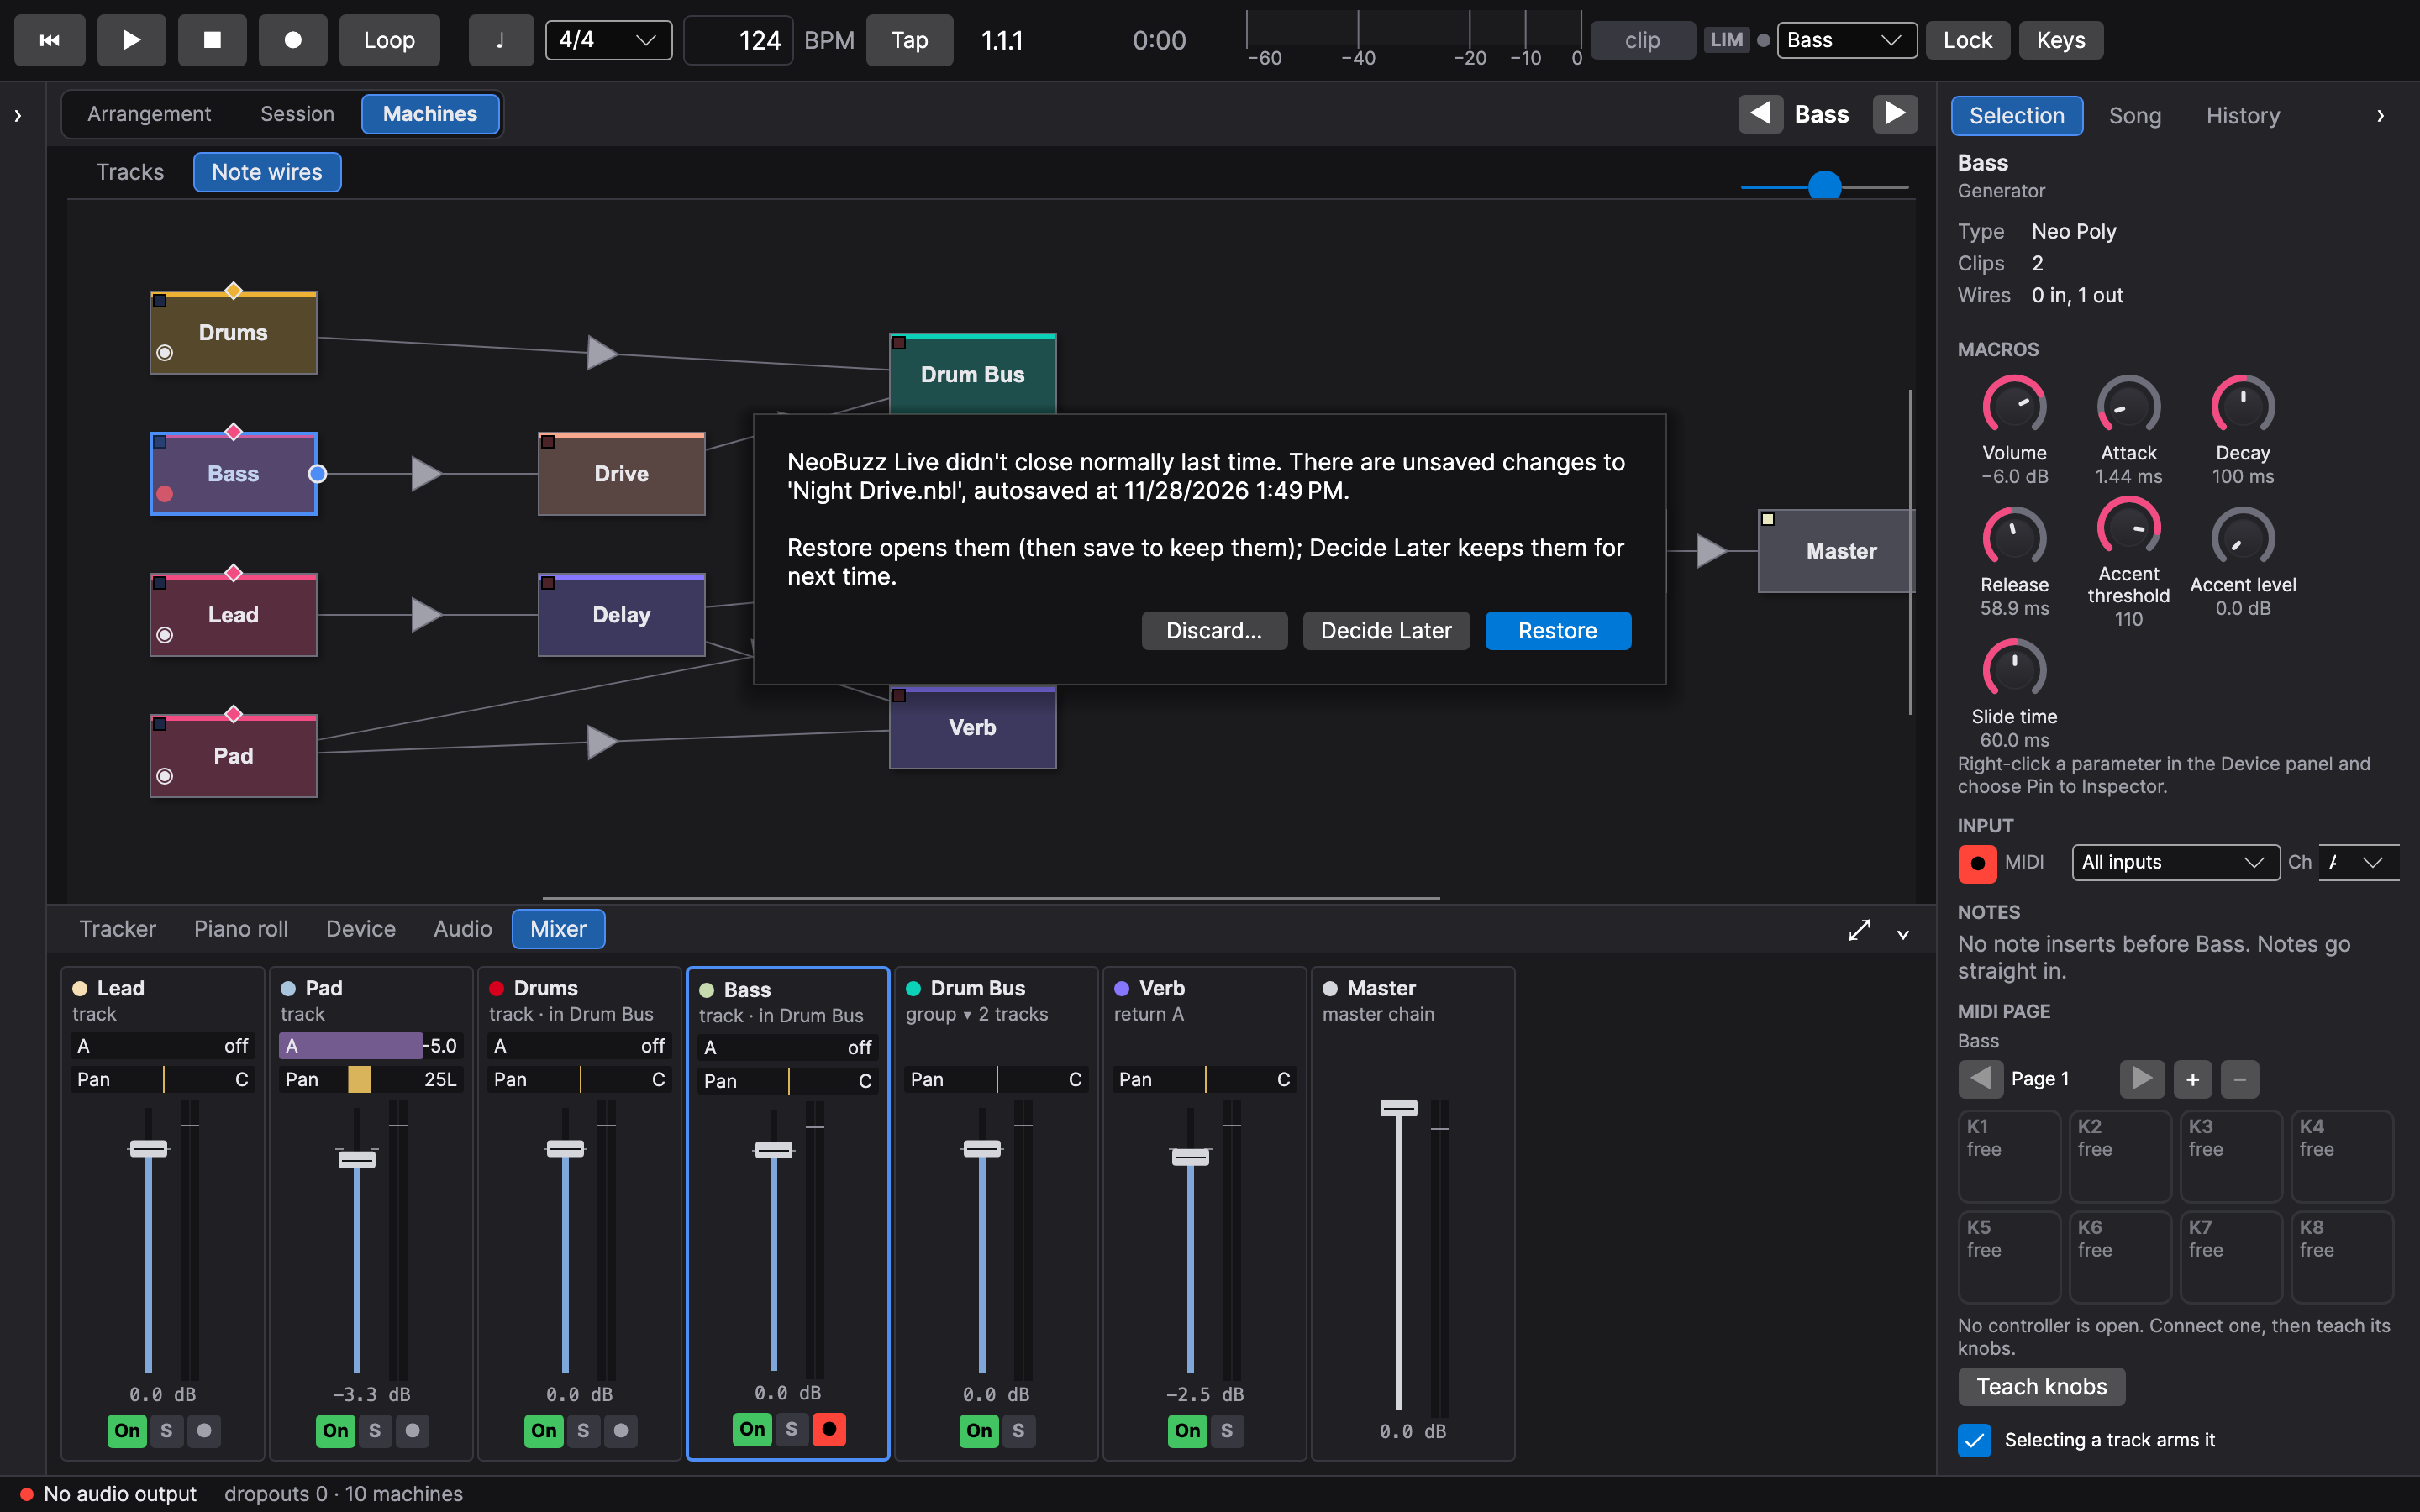 Loop
4/4
124
BPM
Tap
1.1.1
0:00
−60
−40
−20
−10
0
clip
LIM
Bass
Lock
Keys
Arrangement
Session
Machines
Bass
Selection
Song
History
Tracks
Note wires
Bass
Generator
Type Neo Poly
Clips 2
Wires 0 in, 1 out
MACROS
Volume
−6.0 dB
Attack
1.44 ms
Decay
100 ms
Release
58.9 ms
Accent
threshold
110
Accent level
0.0 dB
Slide time
60.0 ms
Right-click a parameter in the Device panel and
choose Pin to Inspector.
INPUT
MIDI
All inputs
Ch
NOTES
No note inserts before Bass. Notes go
straight in.
MIDI PAGE
Bass
Page 1
+
−
K1
free
K2
free
K3
free
K4
free
K5
free
K6
free
K7
free
K8
free
No controller is open. Connect one, then teach its
knobs.
Teach knobs
Selecting a track arms it
Drums
Drum Bus
Bass
Drive
Lead
Delay
Master
Pad
Verb
NeoBuzz Live didn't close normally last time. There are unsaved changes to
'Night Drive.nbl', autosaved at 11/28/2026 1:49 PM.
Restore opens them (then save to keep them); Decide Later keeps them for
next time.
Discard...
Decide Later
Restore
Tracker
Piano roll
Device
Audio
Mixer
Lead
track
A off
Pan C
0.0 dB
On S
Pad
track
A −5.0
Pan 25L
−3.3 dB
On S
Drums
track · in Drum Bus
A off
Pan C
0.0 dB
On S
Bass
track · in Drum Bus
A off
Pan C
0.0 dB
On S
Drum Bus
group ▾ 2 tracks
Pan C
0.0 dB
On S
Verb
return A
Pan C
−2.5 dB
On S
Master
master chain
0.0 dB
No audio output
dropouts 0 · 10 machines